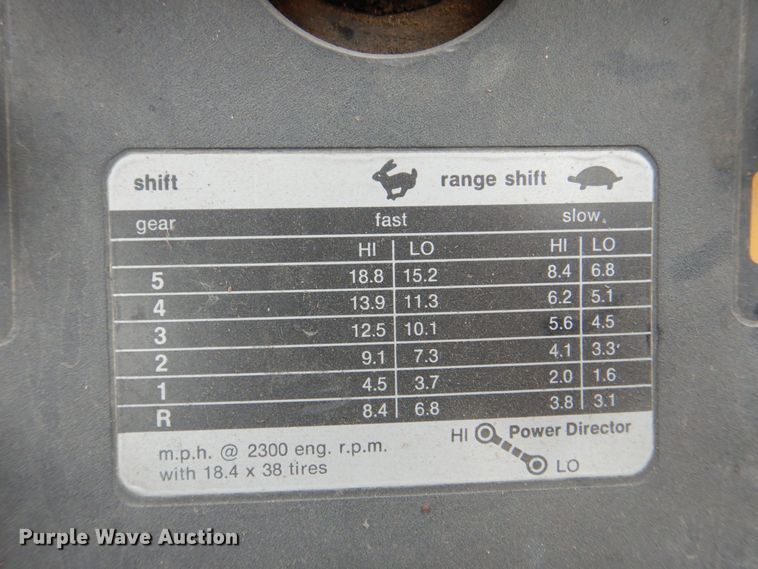 shift range shift
gear fast slow
HI LO HI LO
5 18.8 15.2 8.4 6.8
4 13.9 11.3 6.2 5.1
3 12.5 10.1 5.6 4.5
2 9.1 7.3 4.1 3.3
1 4.5 3.7 2.0 1.6
R 8.4 6.8 3.8 3.1
m.p.h. @ 2300 eng. r.p.m.
with 18.4 x 38 tires
HI Power Director
LO
Purple Wave Auction